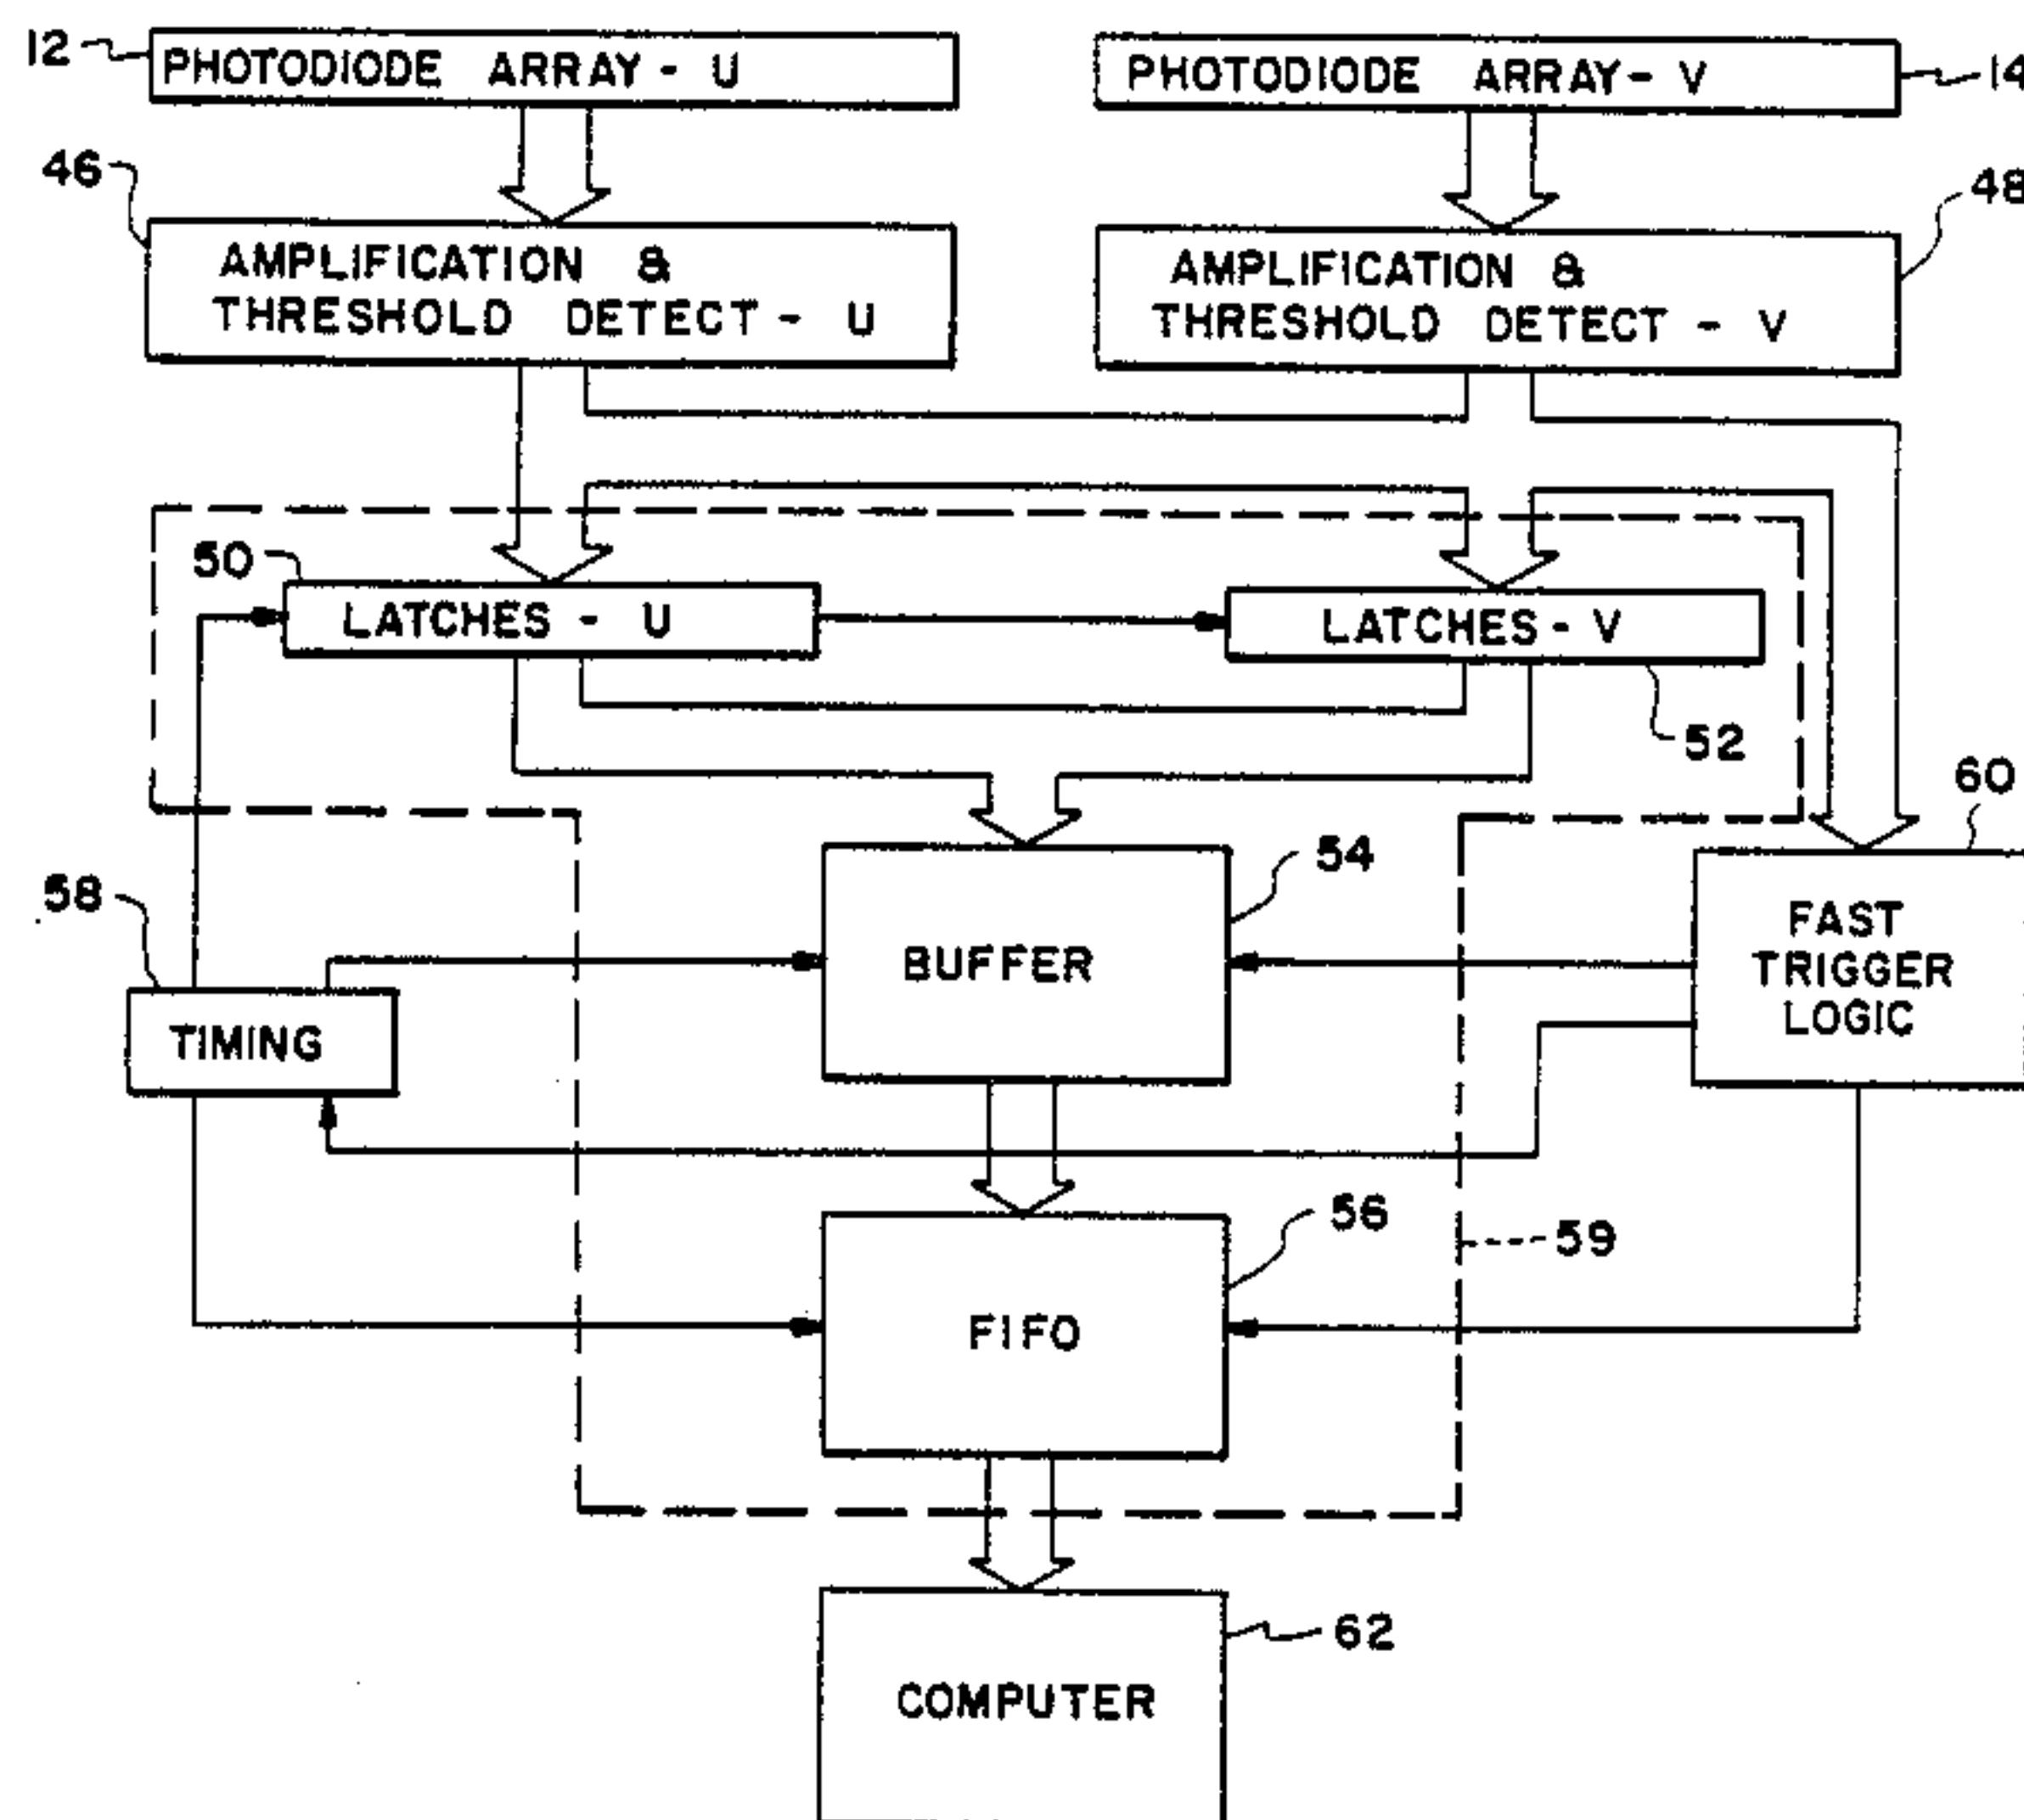 12
PHOTODIODE ARRAY - U
PHOTODIODE ARRAY - V
14
46
AMPLIFICATION &
THRESHOLD DETECT - U
AMPLIFICATION &
THRESHOLD DETECT - V
48
50
LATCHES - U
LATCHES - V
52
60
54
58
BUFFER
FAST
TRIGGER
LOGIC
TIMING
56
59
FIFO
62
COMPUTER